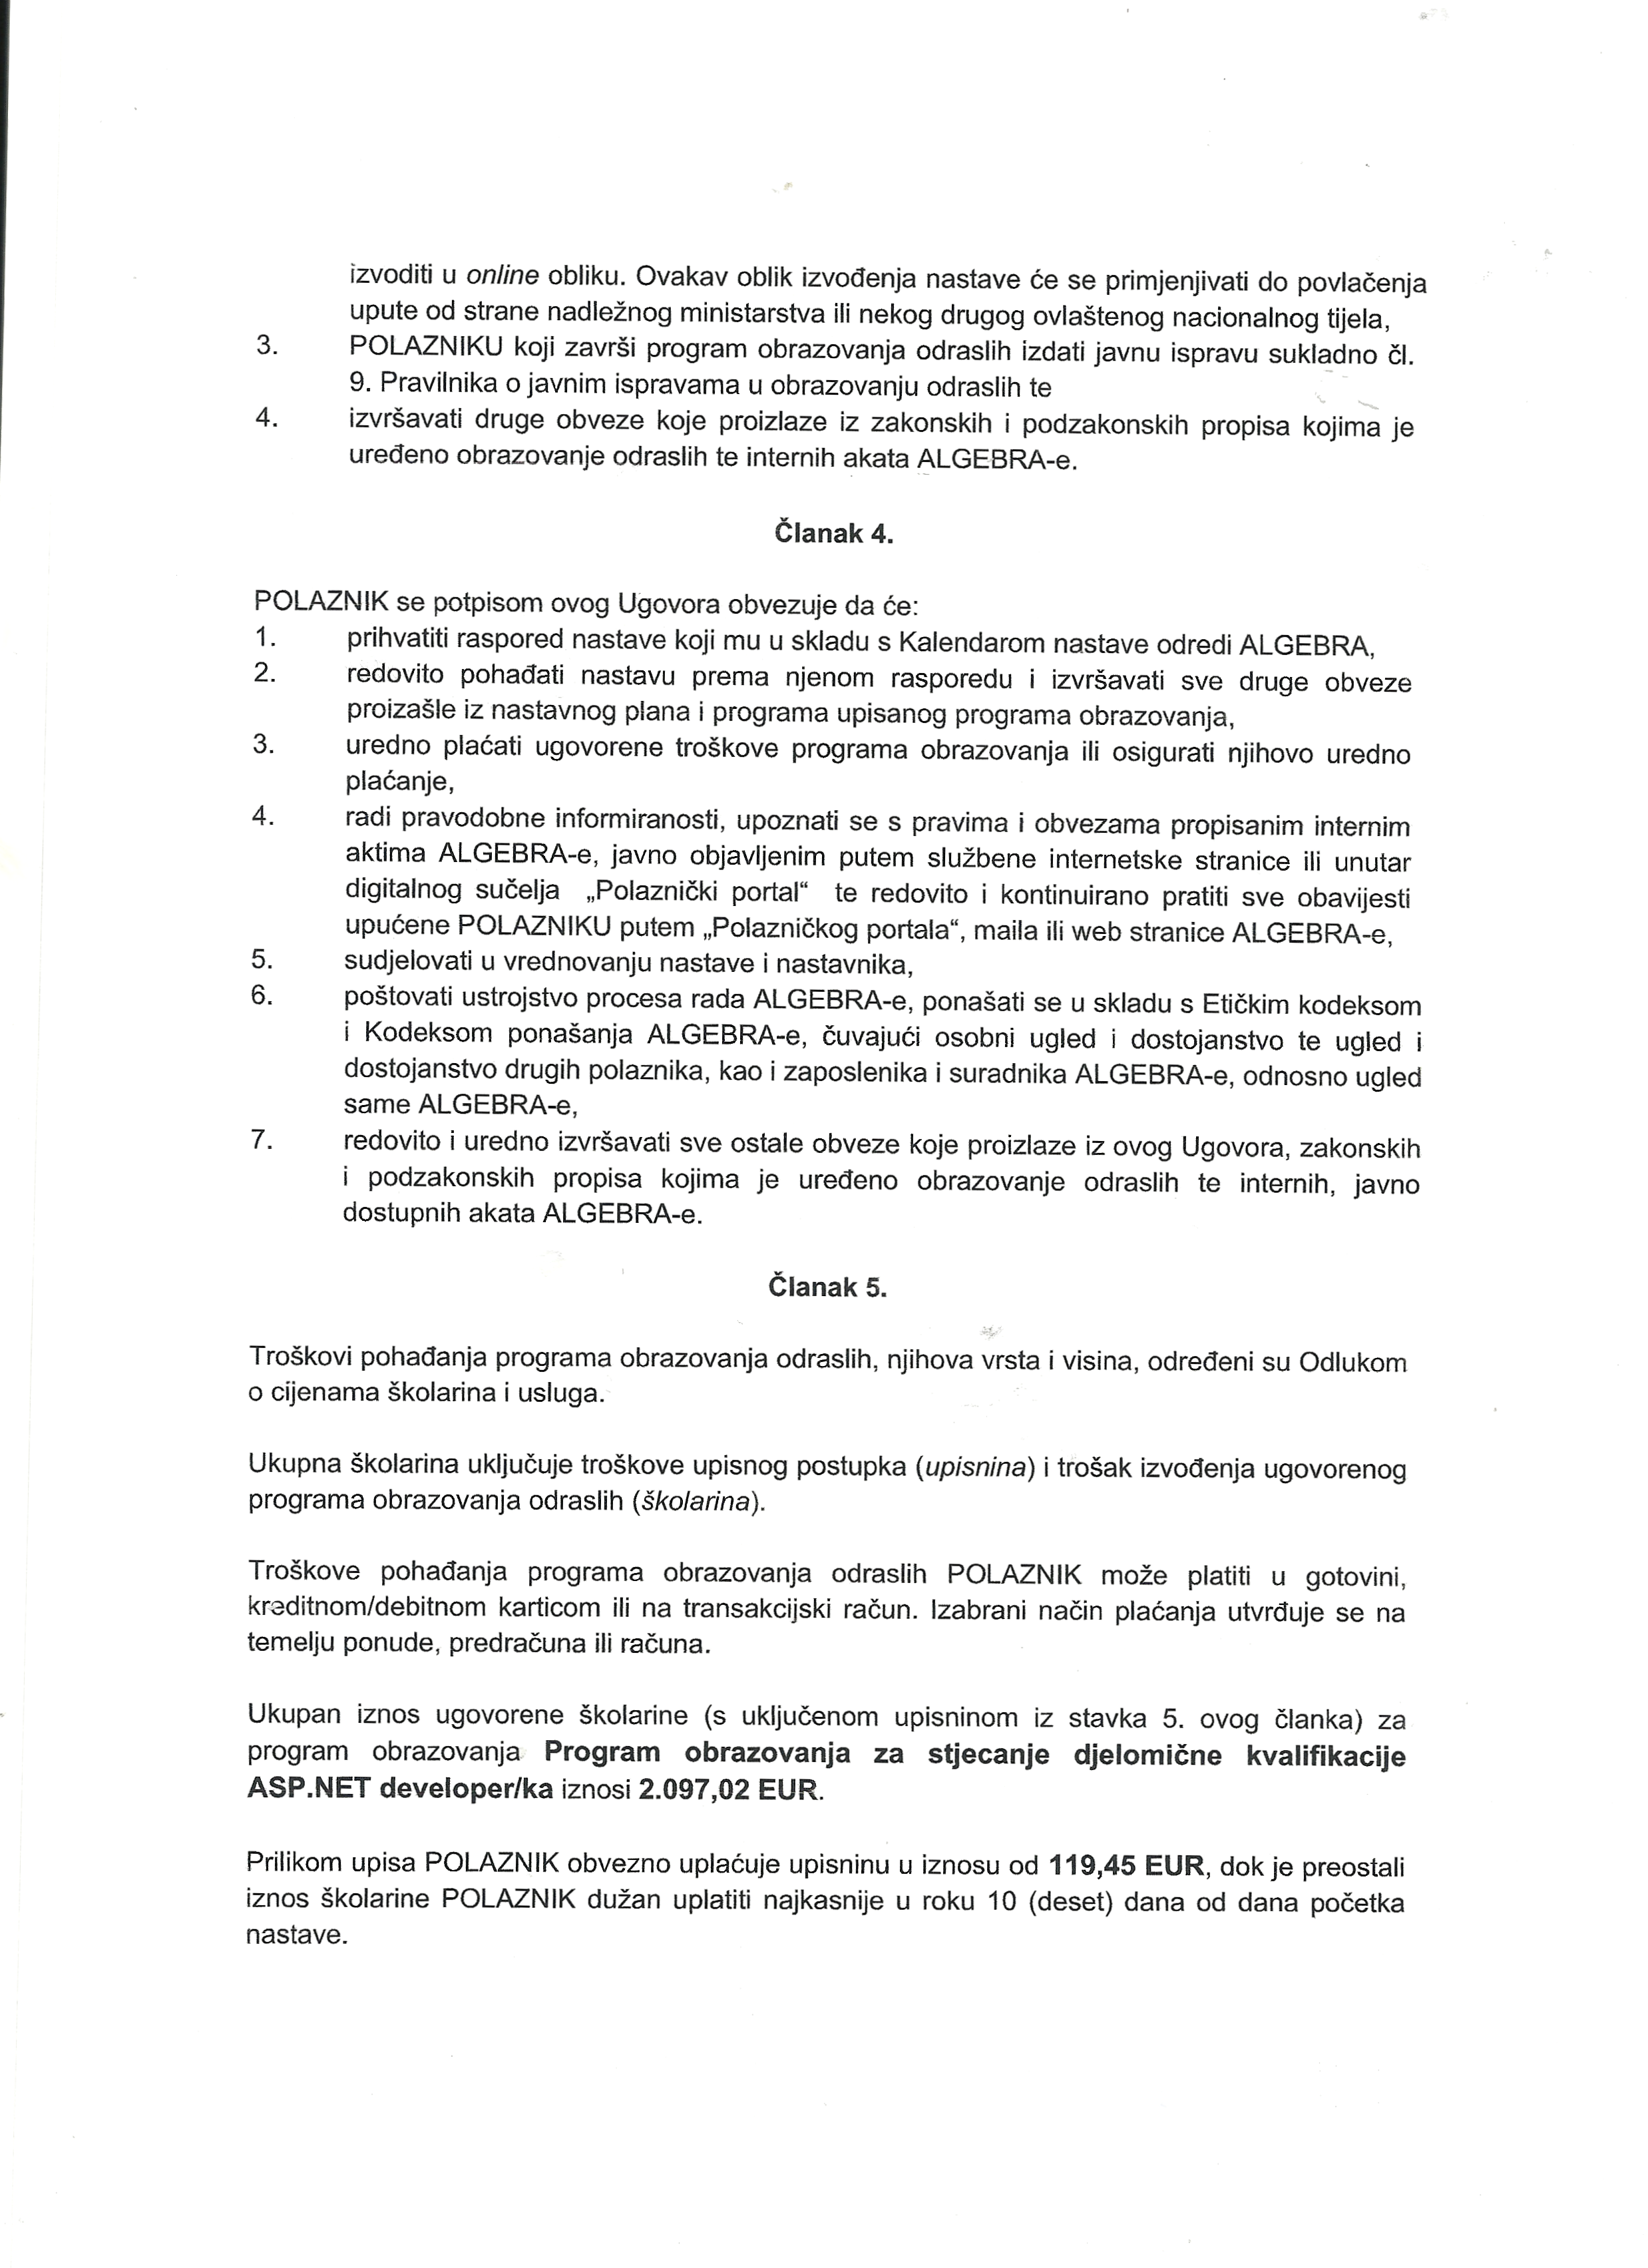 izvoditi u online obliku. Ovakav oblik izvođenja nastave će se primjenjivati do povlačenja
upute od strane nadležnog ministarstva ili nekog drugog ovlaštenog nacionalnog tijela,
3. POLAZNIKU koji završi program obrazovanja odraslih izdati javnu ispravu sukladno čl.
9. Pravilnika o javnim ispravama u obrazovanju odraslih te
4. izvršavati druge obveze koje proizlaze iz zakonskih i podzakonskih propisa kojima je
uređeno obrazovanje odraslih te internih akata ALGEBRA-e.
Članak 4.
POLAZNIK se potpisom ovog Ugovora obvezuje da će:
1. prihvatiti raspored nastave koji mu u skladu s Kalendarom nastave odredi ALGEBRA,
2. redovito pohađati nastavu prema njenom rasporedu i izvršavati sve druge obveze
proizašle iz nastavnog plana i programa upisanog programa obrazovanja,
3. uredno plaćati ugovorene troškove programa obrazovanja ili osigurati njihovo uredno
plaćanje,
4. radi pravodobne informiranosti, upoznati se s pravima i obvezama propisanim internim
aktima ALGEBRA-e, javno objavljenim putem službene internetske stranice ili unutar
digitalnog sučelja „Polaznički portal“ te redovito i kontinuirano pratiti sve obavijesti
upućene POLAZNIKU putem „Polazničkog portala“, maila ili web stranice ALGEBRA-e,
5. sudjelovati u vrednovanju nastave i nastavnika,
6. poštovati ustrojstvo procesa rada ALGEBRA-e, ponašati se u skladu s Etičkim kodeksom
i Kodeksom ponašanja ALGEBRA-e, čuvajući osobni ugled i dostojanstvo te ugled i
dostojanstvo drugih polaznika, kao i zaposlenika i suradnika ALGEBRA-e, odnosno ugled
same ALGEBRA-e,
7. redovito i uredno izvršavati sve ostale obveze koje proizlaze iz ovog Ugovora, zakonskih
i podzakonskih propisa kojima je uređeno obrazovanje odraslih te internih, javno
dostupnih akata ALGEBRA-e.
Članak 5.
Troškovi pohađanja programa obrazovanja odraslih, njihova vrsta i visina, određeni su Odlukom
o cijenama školarina i usluga.
Ukupna školarina uključuje troškove upisnog postupka (upisnina) i trošak izvođenja ugovorenog
programa obrazovanja odraslih (školarina).
Troškove pohađanja programa obrazovanja odraslih POLAZNIK može platiti u gotovini,
kreditnom/debitnom karticom ili na transakcijski račun. Izabrani način plaćanja utvrđuje se na
temelju ponude, predračuna ili računa.
Ukupan iznos ugovorene školarine (s uključenom upisninom iz stavka 5. ovog članka) za
program obrazovanja Program obrazovanja za stjecanje djelomične kvalifikacije
ASP.NET developer/ka iznosi 2.097,02 EUR.
Prilikom upisa POLAZNIK obvezno uplaćuje upisninu u iznosu od 119,45 EUR, dok je preostali
iznos školarine POLAZNIK dužan uplatiti najkasnije u roku 10 (deset) dana od dana početka
nastave.